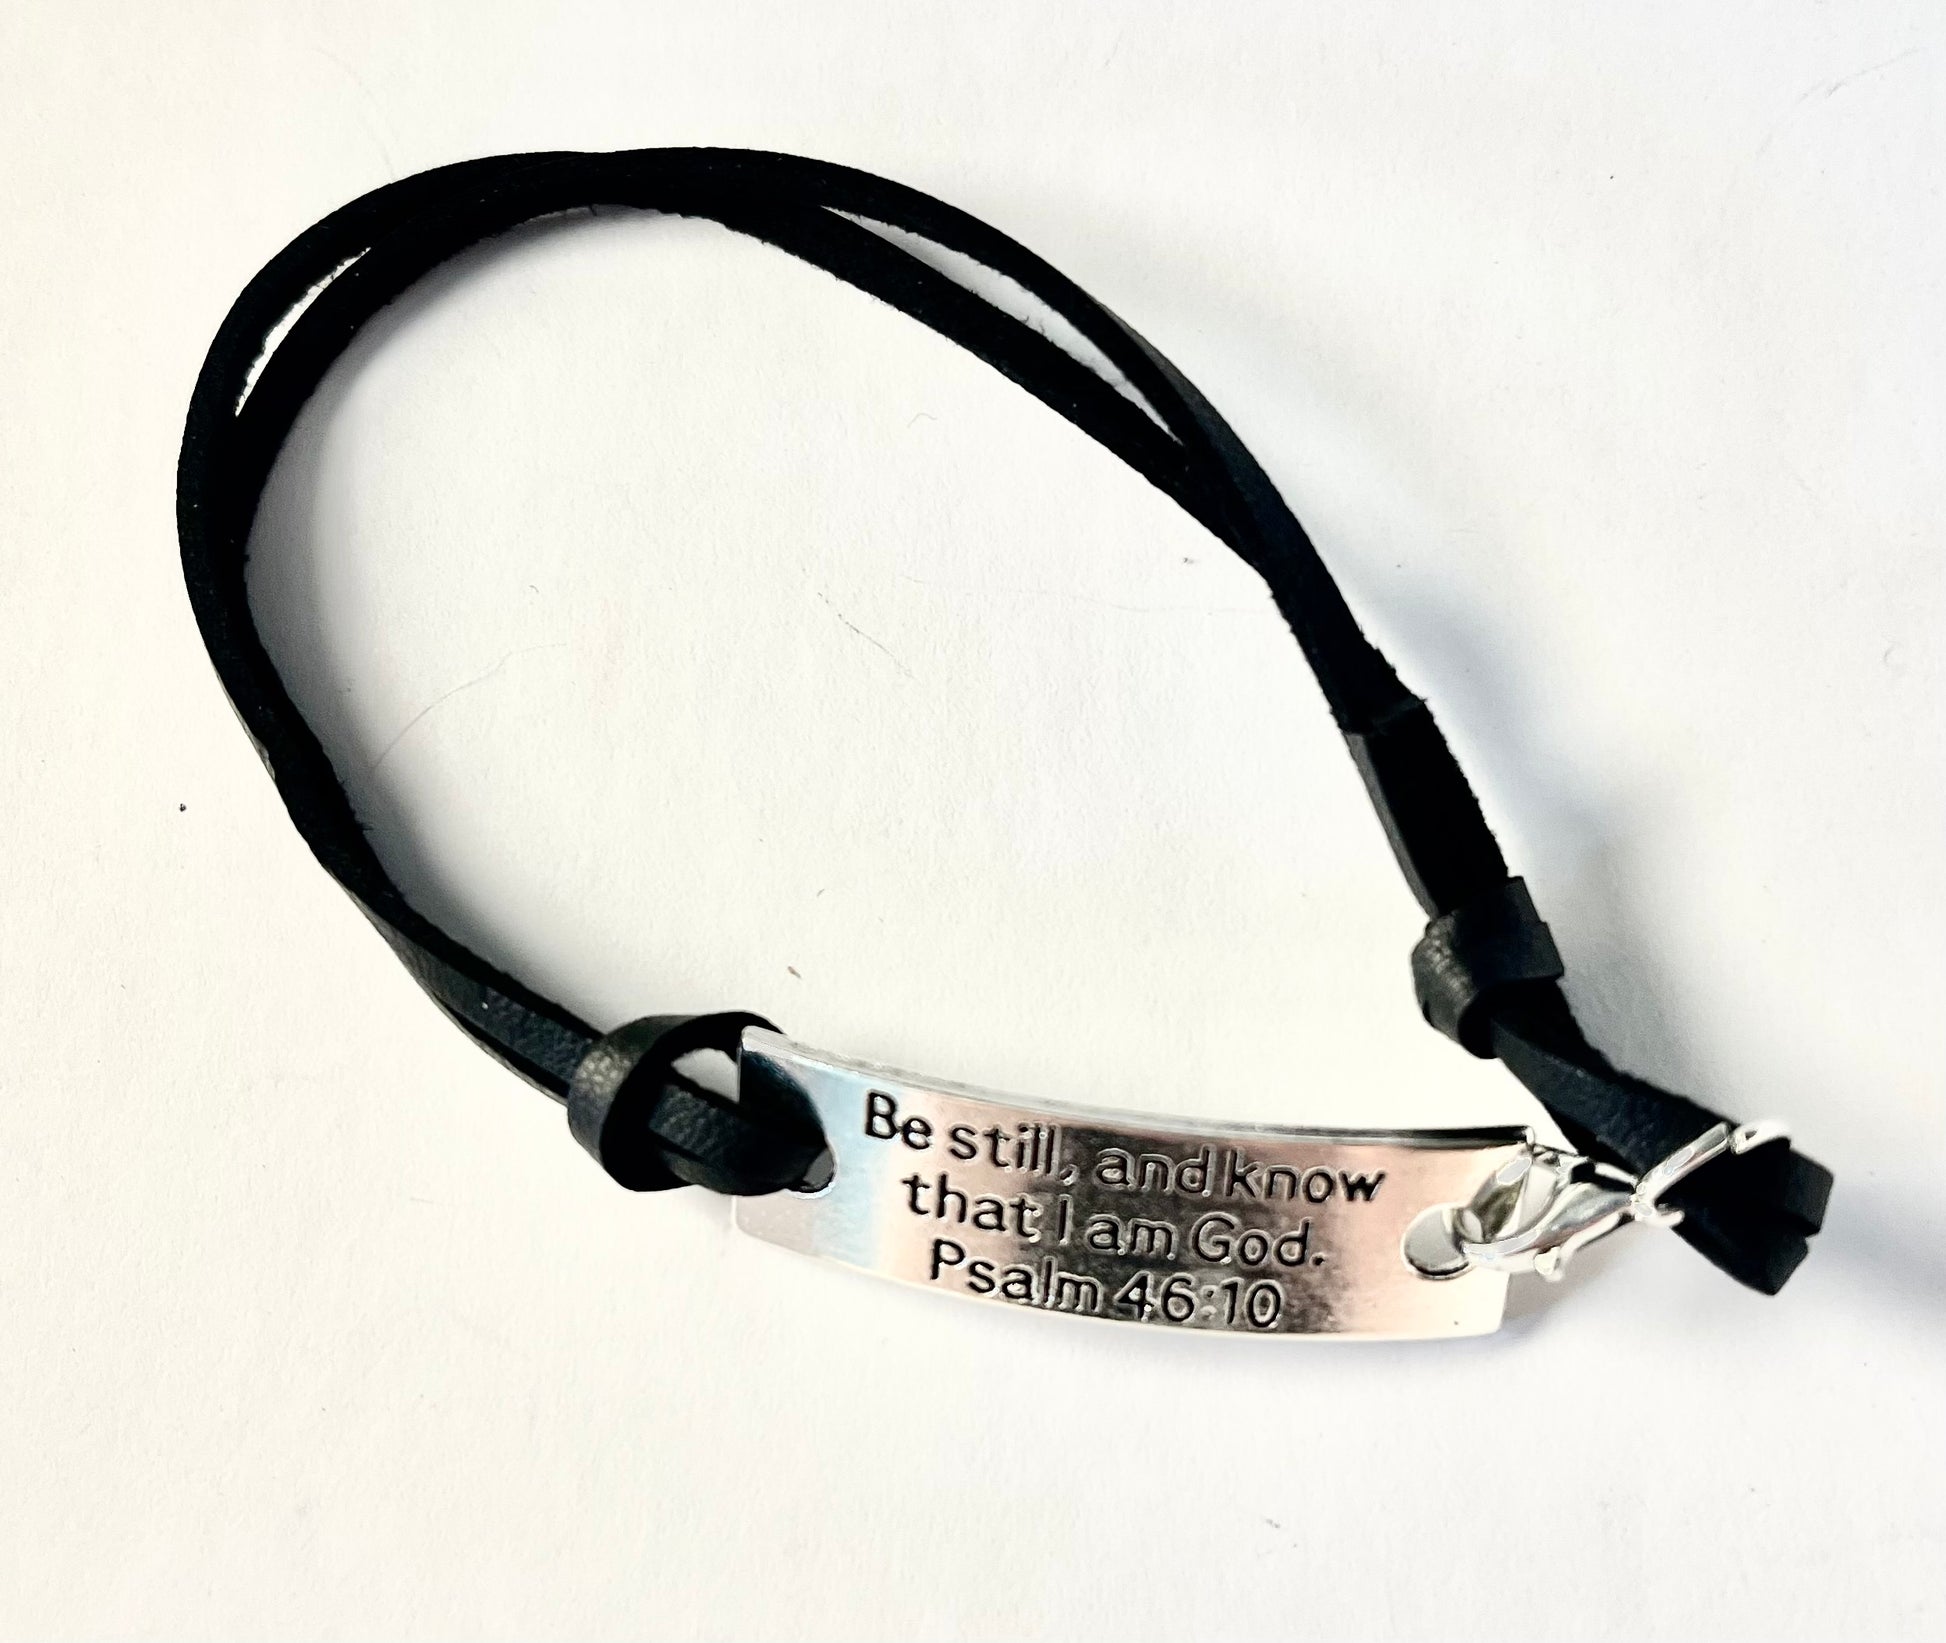 Be still, and know
that I am God.
Psalm 46:10